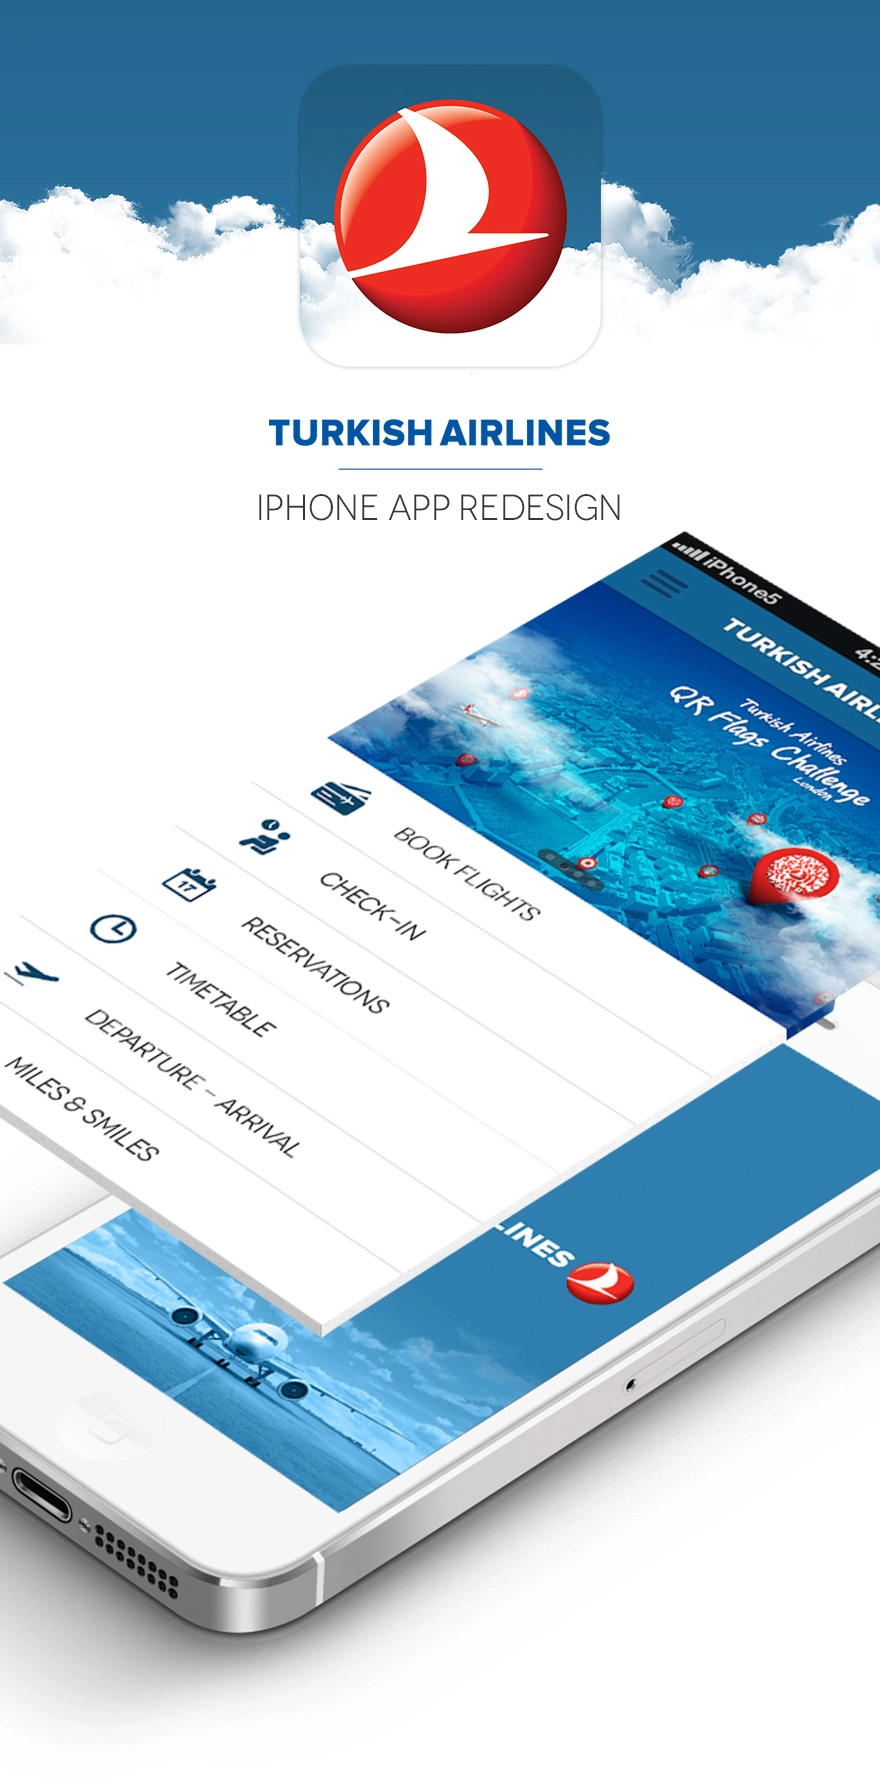 TURKISH AIRLINES
IPHONE APP REDESIGN
iPhone5
4:2
TURKISH AIRL
Turkish Airlines
QR Flags Challenge
London
BOOK FLIGHTS
CHECK-IN
17
RESERVATIONS
TIMETABLE
DEPARTURE - ARRIVAL
MILES & SMILES
LINES